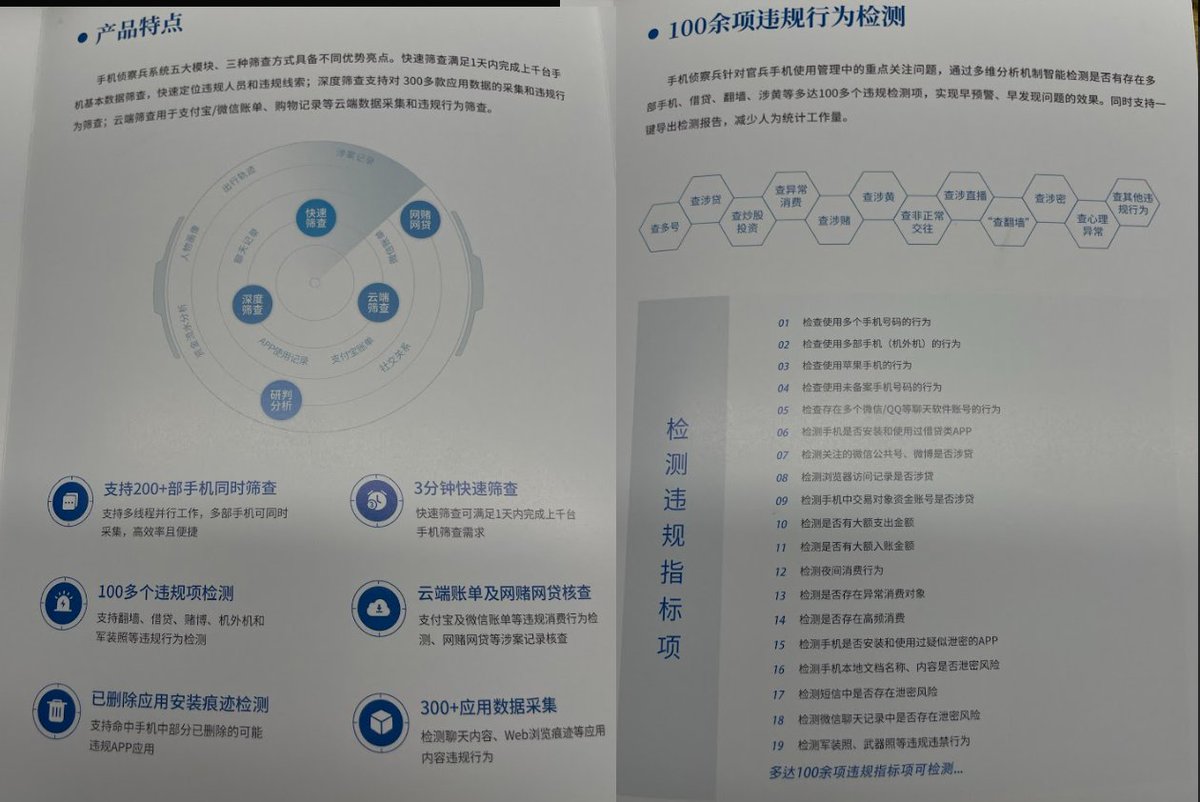 产品特点
手机侦察兵系统五大模块、三种筛查方式具备不同优势亮点。快速筛查满足1天内完成上千台手
机基本数据筛查，快速定位违规人员和违规线索；深度筛查支持对 300多款应用数据的采集和违规行
为筛查；云端筛查用于支付宝/微信账单、购物记录等云端数据采集和违规行为筛查。
涉案记录
出行轨迹
快速
筛查
网赌
网贷
人物画像
聊天记录
深度
筛查
云端
筛查
资金流水分析
APP使用记录
支付宝账单
社交关系
研判
分析
支持200+部手机同时筛查
支持多线程并行工作，多部手机可同时
采集，高效率且便捷
3分钟快速筛查
快速筛查可满足1天内完成上千台
手机筛查需求
100多个违规项检测
支持翻墙、借贷、赌博、机外机和
军装照等违规行为检测
云端账单及网赌网贷核查
支付宝及微信账单等违规消费行为检
测、网赌网贷等涉案记录核查
已删除应用安装痕迹检测
支持命中手机中部分已删除的可能
违规APP应用
300+应用数据采集
检测聊天内容、Web浏览痕迹等应用
内容违规行为
100余项违规行为检测
手机侦察兵针对官兵手机使用管理中的重点关注问题，通过多维分析机制智能检测是否有存在多
部手机、借贷、翻墙、涉黄等多达100多个违规检测项，实现早预警、早发现问题的效果。同时支持一
键导出检测报告，减少人为统计工作量。
查多号
查涉贷
查炒股
投资
查异常
消费
查涉赌
查涉黄
查非正常
交往
查涉直播
“查翻墙”
查涉密
查心理
异常
查其他违
规行为
检测违规指标项
01 检查使用多个手机号码的行为
02 检查使用多部手机（机外机）的行为
03 检查使用苹果手机的行为
04 检查使用未备案手机号码的行为
05 检查存在多个微信/QQ等聊天软件账号的行为
06 检测手机是否安装和使用过借贷类APP
07 检测关注的微信公共号、微博是否涉贷
08 检测浏览器访问记录是否涉贷
09 检测手机中交易对象资金账号是否涉贷
10 检测是否有大额支出金额
11 检测是否有大额入账金额
12 检测夜间消费行为
13 检测是否存在异常消费对象
14 检测是否存在高频消费
15 检测手机是否安装和使用过疑似泄密的APP
16 检测手机本地文档名称、内容是否泄密风险
17 检测短信中是否存在泄密风险
18 检测微信聊天记录中是否存在泄密风险
19 检测军装照、武器照等违规违禁行为
多达100余项违规指标项可检测...